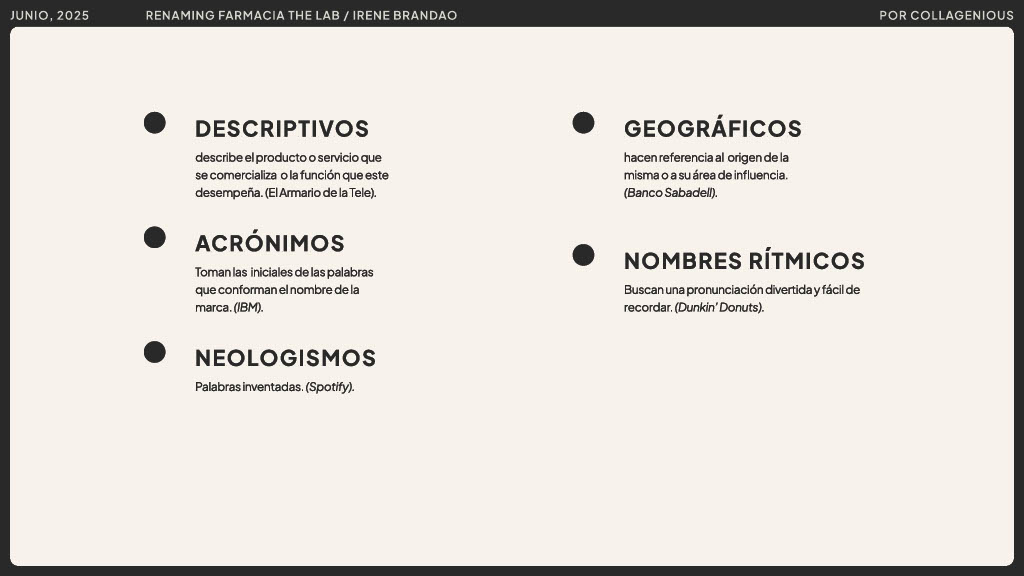 JUNIO, 2025
RENAMING FARMACIA THE LAB / IRENE BRANDAO
POR COLLAGENIOUS
DESCRIPTIVOS
describe el producto o servicio que
se comercializa o la función que este
desempeña. (El Armario de la Tele).
ACRÓNIMOS
Toman las iniciales de las palabras
que conforman el nombre de la
marca. (IBM).
NEOLOGISMOS
Palabras inventadas. (Spotify).
GEOGRÁFICOS
hacen referencia al origen de la
misma o a su área de influencia.
(Banco Sabadell).
NOMBRES RÍTMICOS
Buscan una pronunciación divertida y fácil de
recordar. (Dunkin' Donuts).